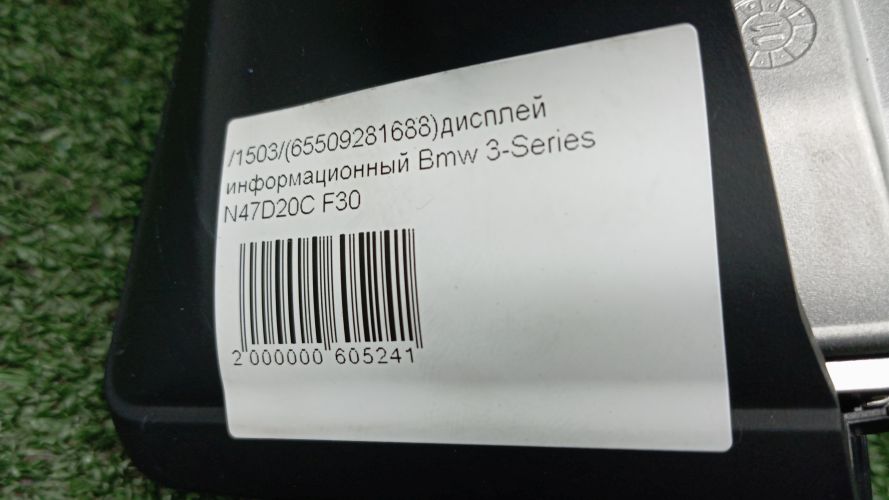 /1503/(65509281688)дисплей
информационный Bmw 3-Series
N47D20C F30
2 000000 605241